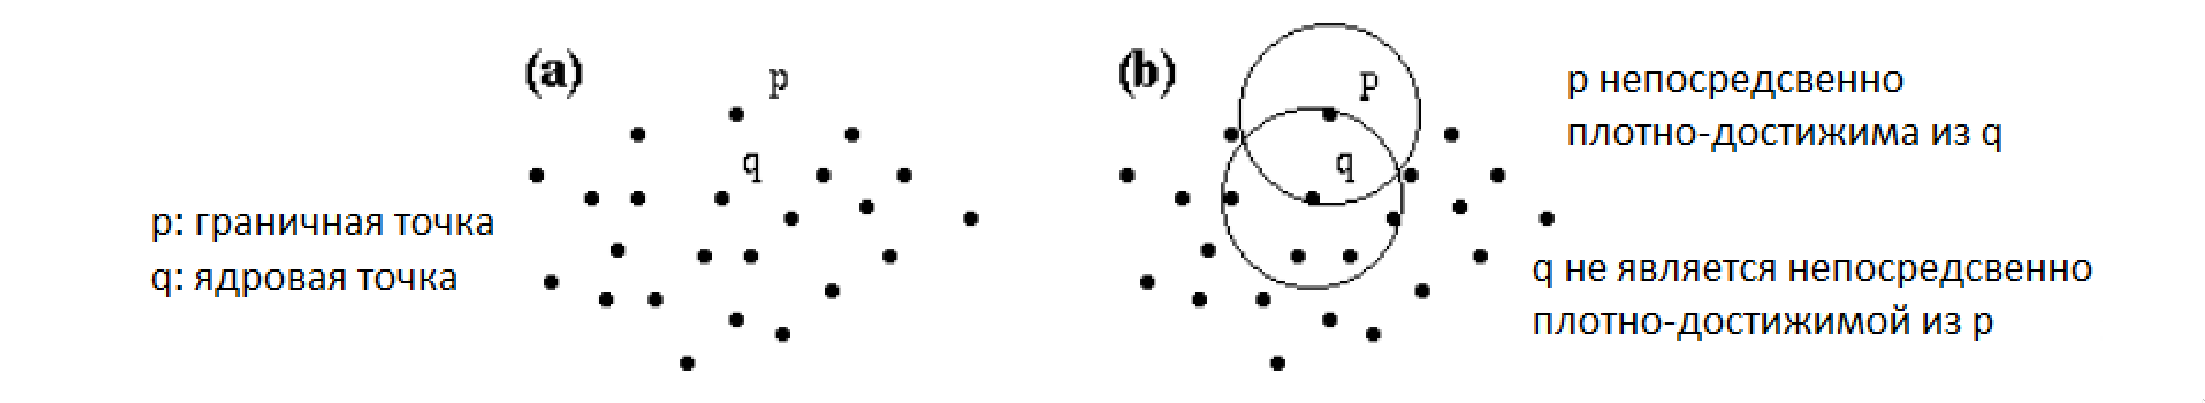 (a)
p
q
p: граничная точка
q: ядровая точка
(b)
p
q
p непосредсвенно
плотно-достижима из q
q не является непосредсвенно
плотно-достижимой из p